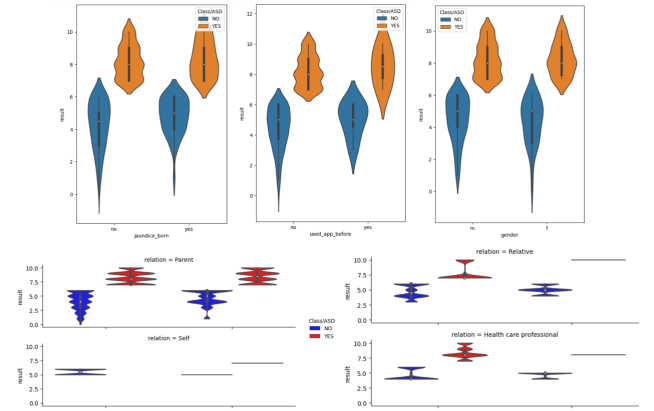 Class/ASD
NO
YES
10
8
6
4
2
0
result
no
yes
jaundice_born
Class/ASD
NO
YES
12
10
8
6
4
2
0
result
no
yes
used_app_before
Class/ASD
NO
YES
10
8
6
4
2
0
result
m
f
gender
relation = Parent
10.0
7.5
5.0
2.5
0.0
result
relation = Relative
10.0
7.5
5.0
2.5
0.0
result
Class/ASD
NO
YES
relation = Self
10.0
7.5
5.0
2.5
0.0
result
relation = Health care professional
10.0
7.5
5.0
2.5
0.0
result